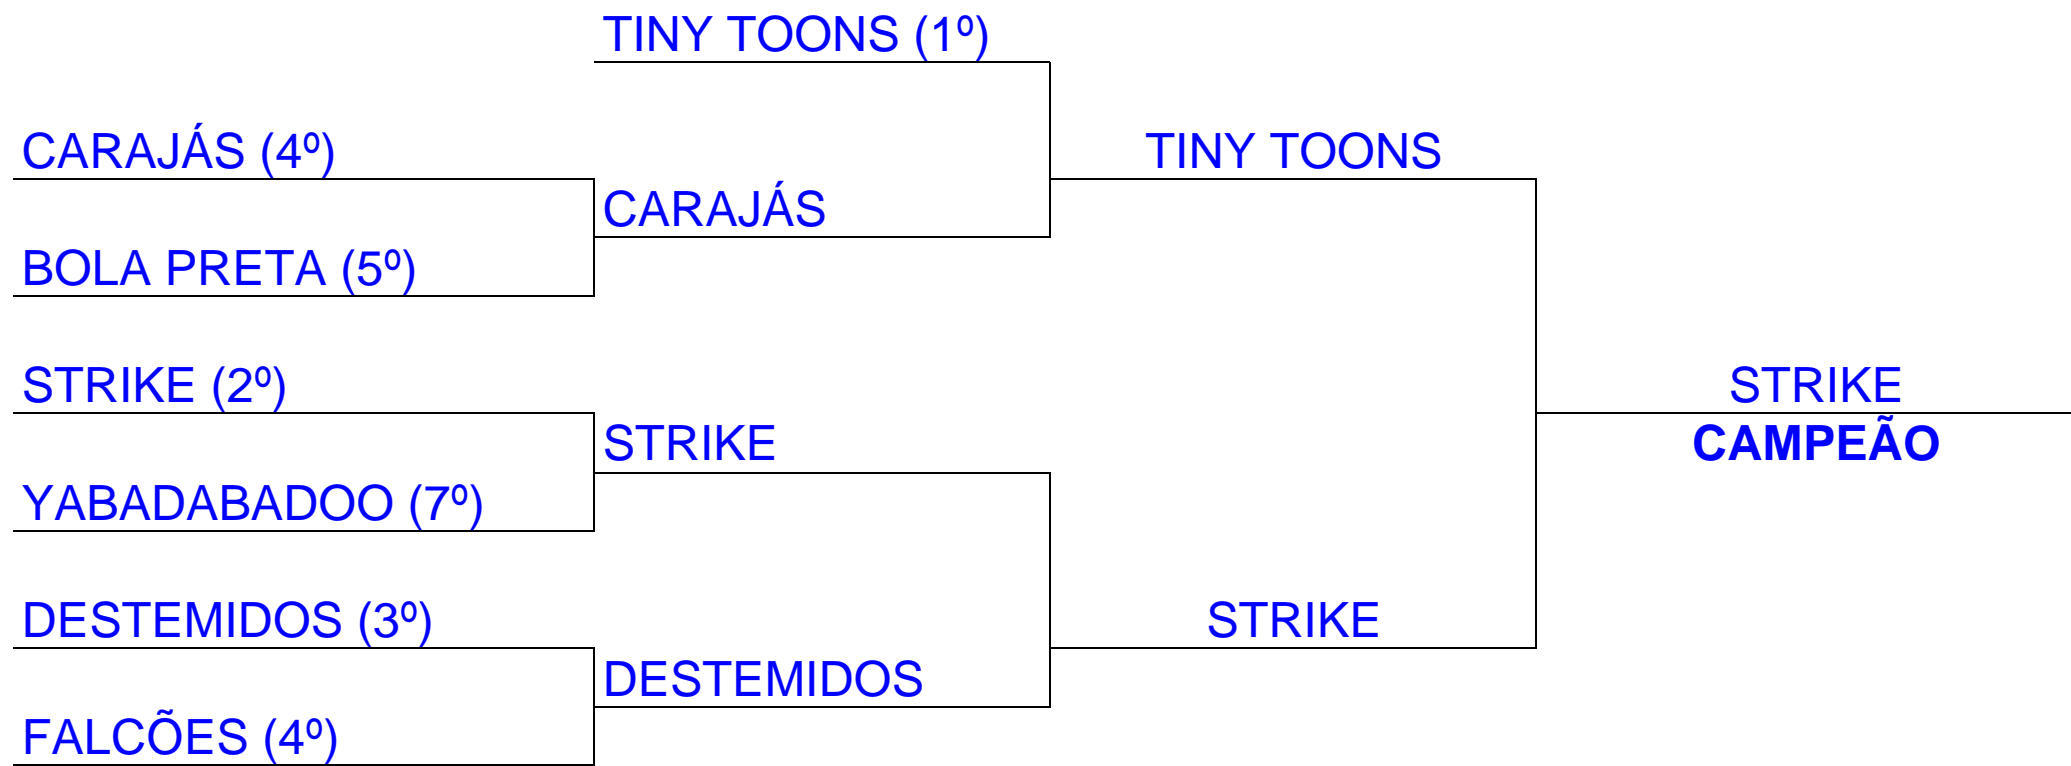 TINY TOONS (1º)
CARAJÁS (4º)
TINY TOONS
CARAJÁS
BOLA PRETA (5º)
STRIKE (2º)
STRIKE
STRIKE
CAMPEÃO
YABADABADOO (7º)
DESTEMIDOS (3º)
STRIKE
DESTEMIDOS
FALCÕES (4º)